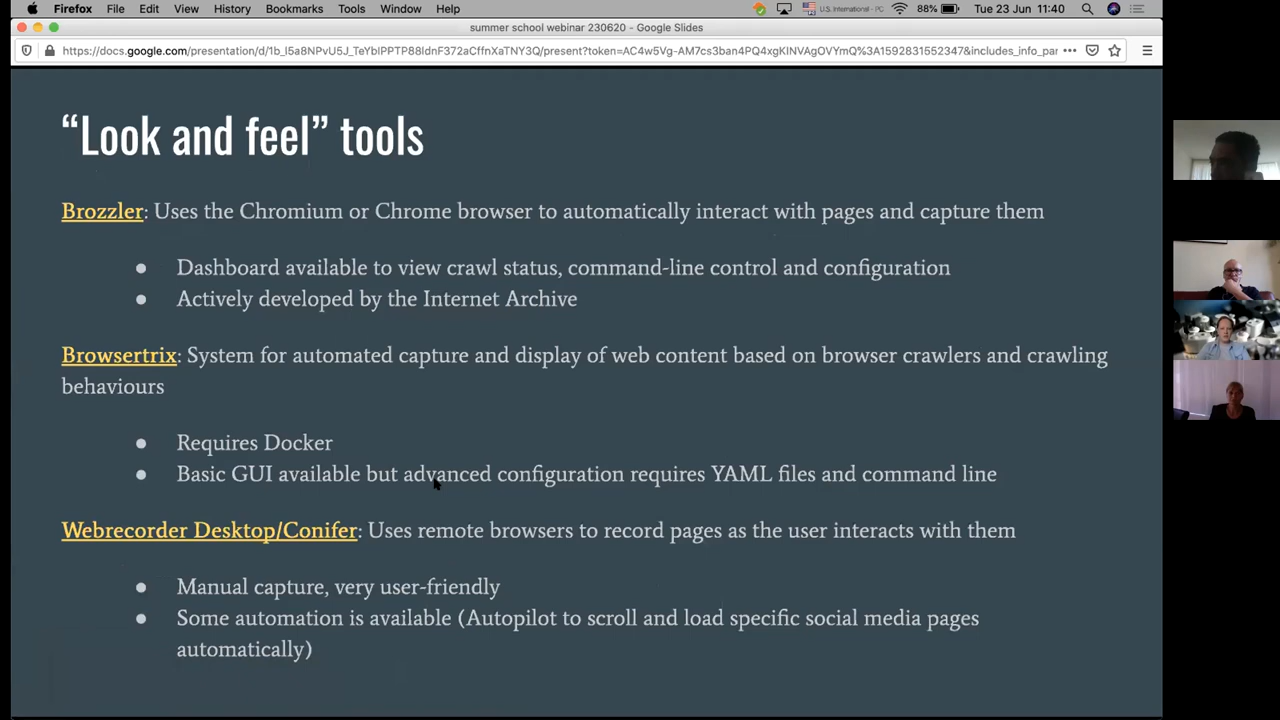 Firefox File Edit View History Bookmarks Tools Window Help U.S. International - PC 88% Tue 23 Jun 11:40
summer school webinar 230620 - Google Slides
“Look and feel” tools
Brozzler: Uses the Chromium or Chrome browser to automatically interact with pages and capture them
● Dashboard available to view crawl status, command-line control and configuration
● Actively developed by the Internet Archive
Browsertrix: System for automated capture and display of web content based on browser crawlers and crawling
behaviours
● Requires Docker
● Basic GUI available but advanced configuration requires YAML files and command line
Webrecorder Desktop/Conifer: Uses remote browsers to record pages as the user interacts with them
● Manual capture, very user-friendly
● Some automation is available (Autopilot to scroll and load specific social media pages
automatically)